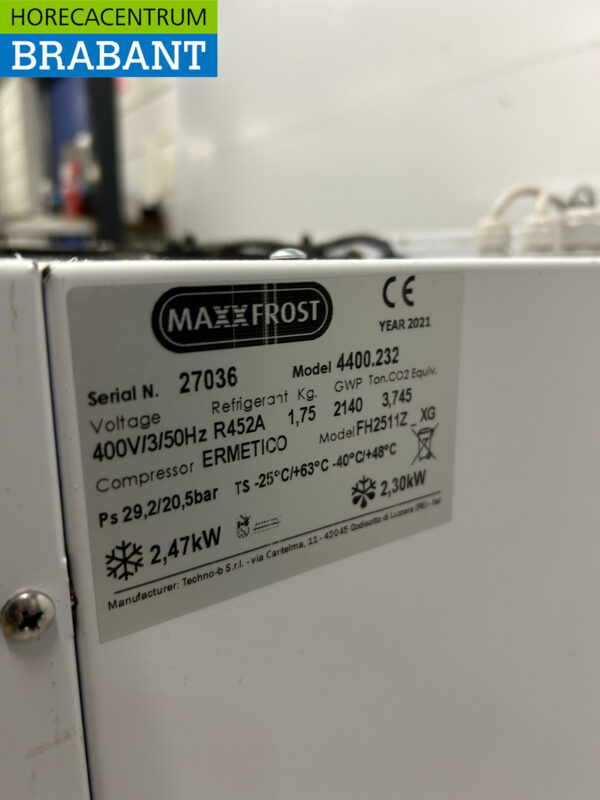 HORECACENTRUM
BRABANT
MAXXFROST
CE
YEAR 2021
Serial N. 27036 Model 4400.232
Voltage Refrigerant Kg. GWP Ton.CO2 Equiv.
400V/3/50Hz R452A 1,75 2140 3,745
Compressor ERMETICO Model FH2511Z_XG
Ps 29,2/20,5bar TS -25°C/+63°C -40°C/+48°C
2,47kW 2,30kW
Manufacturer: Techno-b S.r.l. - via Cantelma, 11 - 42045 Codisotto di Luzzara (RE) - Ital